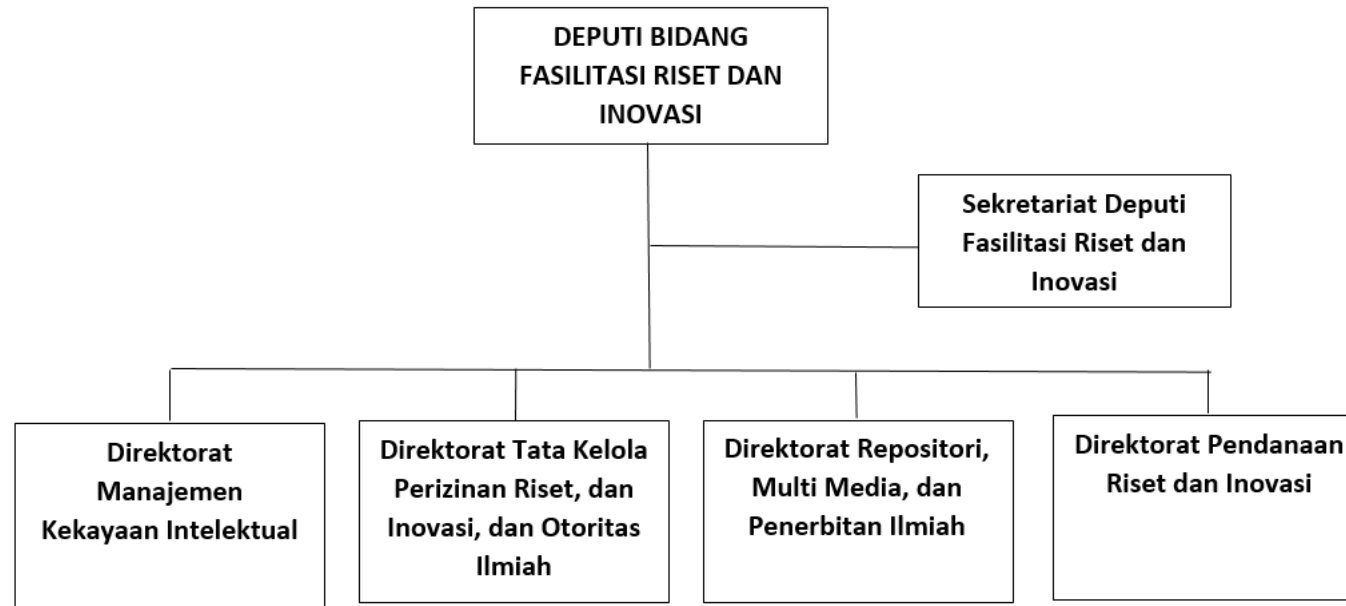 DEPUTI BIDANG
FASILITASI RISET DAN
INOVASI
Sekretariat Deputi
Fasilitasi Riset dan
Inovasi
Direktorat
Manajemen
Kekayaan Intelektual
Direktorat Tata Kelola
Perizinan Riset, dan
Inovasi, dan Otoritas
Ilmiah
Direktorat Repositori,
Multi Media, dan
Penerbitan Ilmiah
Direktorat Pendanaan
Riset dan Inovasi